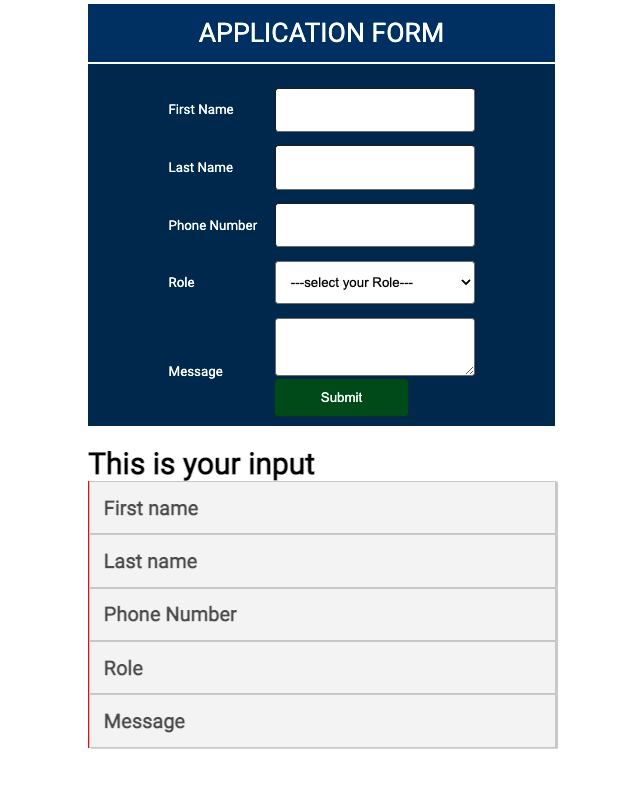 APPLICATION FORM
First Name
Last Name
Phone Number
Role
---select your Role---
Message
Submit
This is your input
First name
Last name
Phone Number
Role
Message